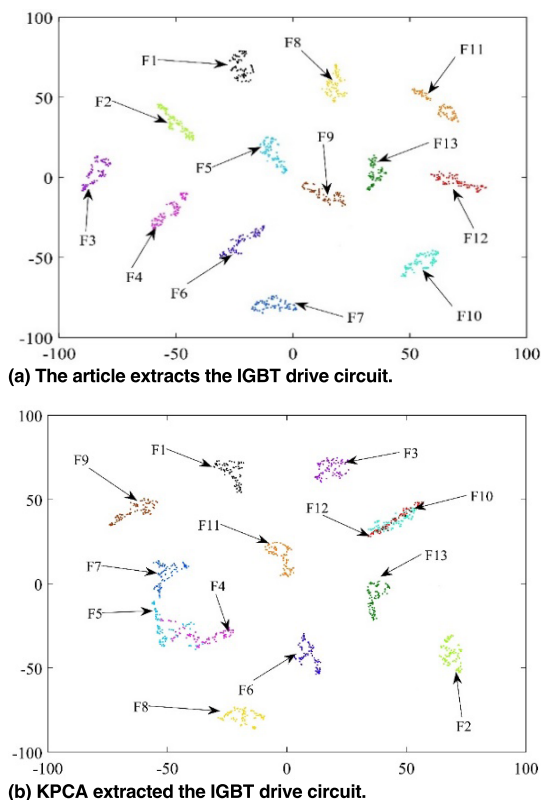 100
F8
F11
F1
50
F2
F9
F13
F5
0
F3
F4
F12
-50
F6
F7
F10
-100
-100 -50 0 50 100
(a) The article extracts the IGBT drive circuit.
100
F1
F3
F9
50
F10
F12
F11
F13
F7
0
F4
F5
-50
F6
F8
F2
-100
-100 -50 0 50 100
(b) KPCA extracted the IGBT drive circuit.